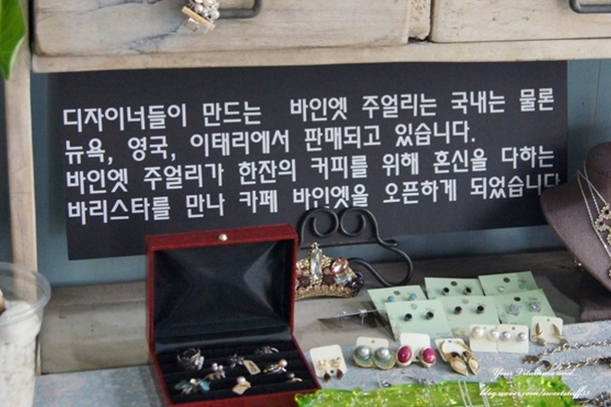 디자이너들이 만드는 바인엣 주얼리는 국내는 물론
뉴욕, 영국, 이태리에서 판매되고 있습니다.
바인엣 주얼리가 한잔의 커피를 위해 혼신을 다하는
바리스타를 만나 카페 바인엣을 오픈하게 되었습니다
blog.naver.com/sweetstuff33